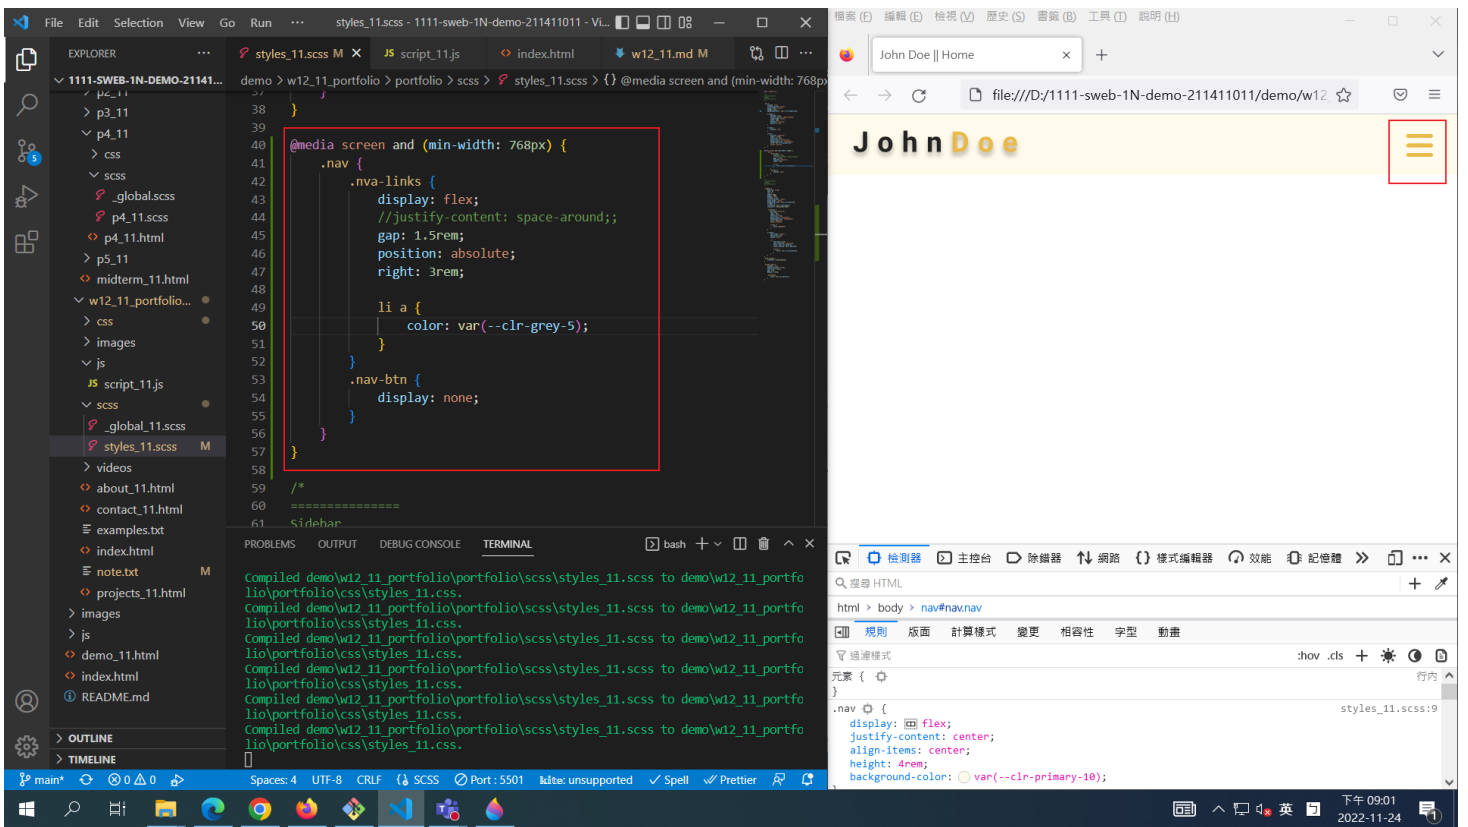 File Edit Selection View Go Run ··· styles_11.scss - 1111-sweb-1N-demo-211411011 - Vi...
檔案 (F) 編輯 (E) 檢視 (V) 歷史 (S) 書籤 (B) 工具 (T) 說明 (H)
EXPLORER ···
styles_11.scss M
JS script_11.js
index.html
w12_11.md M
John Doe || Home
1111-SWEB-1N-DEMO-21141...
demo > w12_11_portfolio > portfolio > scss > styles_11.scss > {} @media screen and (min-width: 768px
file:///D:/1111-sweb-1N-demo-211411011/demo/w12
p2_11
p3_11
p4_11
css
scss
_global.scss
p4_11.scss
p4_11.html
p5_11
midterm_11.html
w12_11_portfolio...
css
images
js
JS script_11.js
scss
_global_11.scss
styles_11.scss M
videos
about_11.html
contact_11.html
examples.txt
index.html
note.txt M
projects_11.html
images
js
demo_11.html
index.html
README.md
OUTLINE
TIMELINE
5
37 }
38 }
39
40 @media screen and (min-width: 768px) {
41 .nav {
42 .nva-links {
43 display: flex;
44 //justify-content: space-around;;
45 gap: 1.5rem;
46 position: absolute;
47 right: 3rem;
48
49 li a {
50 color: var(--clr-grey-5);
51 }
52 }
53 .nav-btn {
54 display: none;
55 }
56 }
57 }
58
59 /*
60 ===============
61 Sidebar
PROBLEMS OUTPUT DEBUG CONSOLE TERMINAL bash
Compiled demo\w12_11_portfolio\portfolio\scss\styles_11.scss to demo\w12_11_portfo
lio\portfolio\css\styles_11.css.
Compiled demo\w12_11_portfolio\portfolio\scss\styles_11.scss to demo\w12_11_portfo
lio\portfolio\css\styles_11.css.
Compiled demo\w12_11_portfolio\portfolio\scss\styles_11.scss to demo\w12_11_portfo
lio\portfolio\css\styles_11.css.
Compiled demo\w12_11_portfolio\portfolio\scss\styles_11.scss to demo\w12_11_portfo
lio\portfolio\css\styles_11.css.
Compiled demo\w12_11_portfolio\portfolio\scss\styles_11.scss to demo\w12_11_portfo
lio\portfolio\css\styles_11.css.
Compiled demo\w12_11_portfolio\portfolio\scss\styles_11.scss to demo\w12_11_portfo
lio\portfolio\css\styles_11.css.
JohnDoe
檢測器 主控台 除錯器 網路 {} 樣式編輯器 效能 記憶體
搜尋 HTML
html > body > nav#nav.nav
規則 版面 計算樣式 變更 相容性 字型 動畫
過濾樣式 :hov .cls
元素 { 行內
}
.nav { styles_11.scss:9
display: flex;
justify-content: center;
align-items: center;
height: 4rem;
background-color: var(--clr-primary-10);
main* 0 0 Spaces: 4 UTF-8 CRLF SCSS Port : 5501 kite: unsupported Spell Prettier
英 下午 09:01
2022-11-24
1